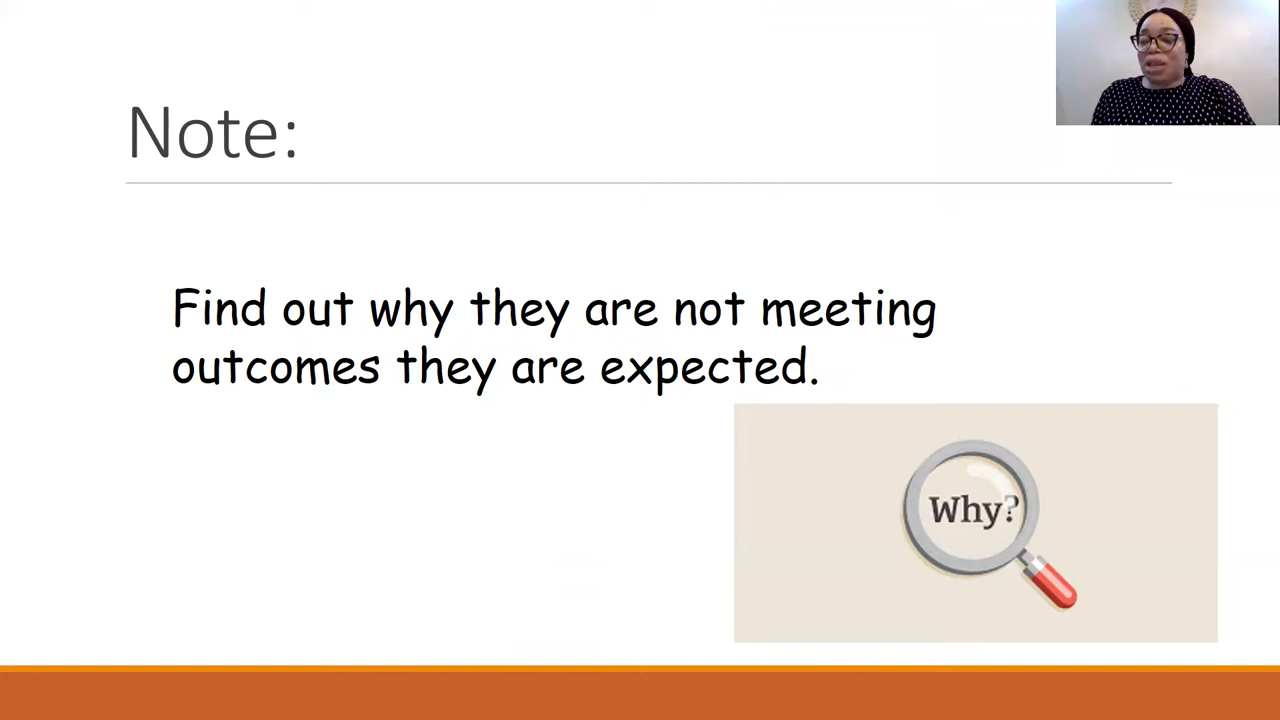 Note:
Find out why they are not meeting
outcomes they are expected.
Why?